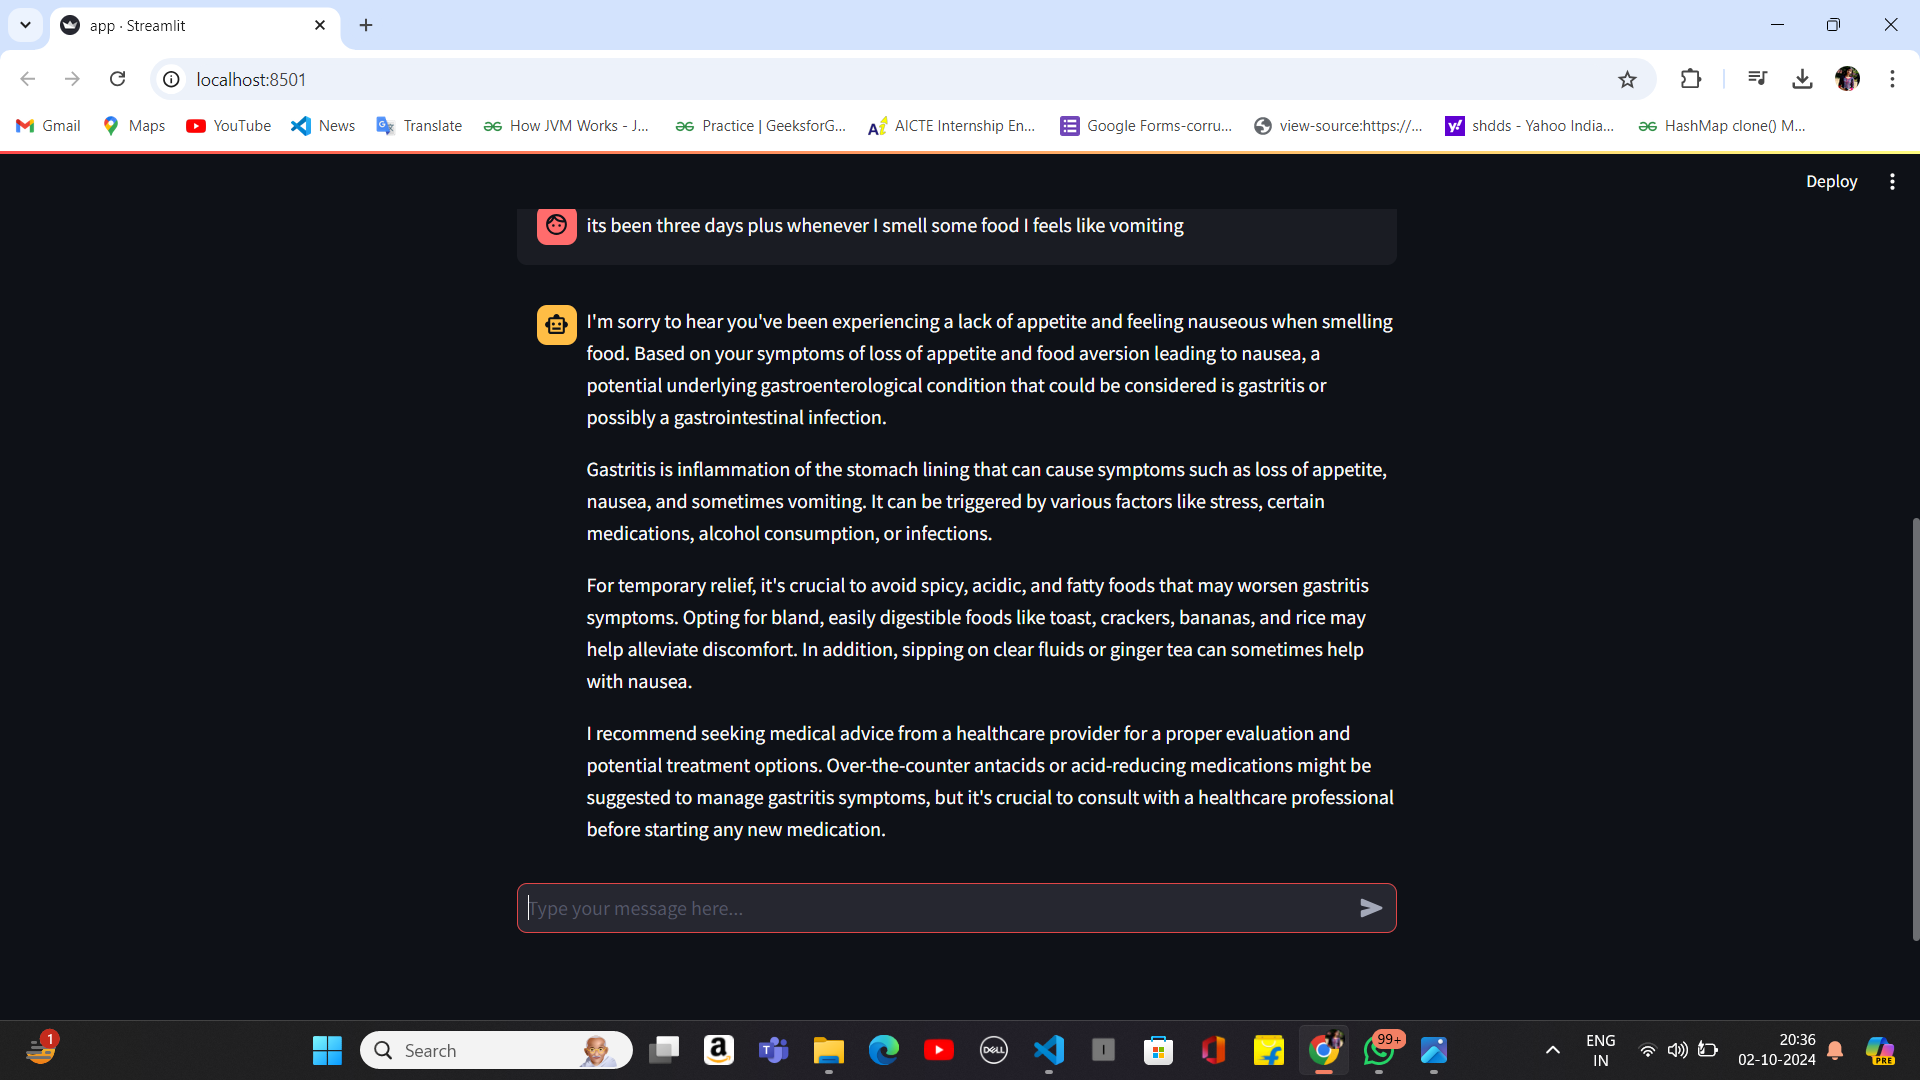 app · Streamlit
localhost:8501
Gmail
Maps
YouTube
News
Translate
How JVM Works - J...
Practice | GeeksforG...
AICTE Internship En...
Google Forms-corru...
view-source:https://...
shdds - Yahoo India...
HashMap clone() M...
Deploy
its been three days plus whenever I smell some food I feels like vomiting
I'm sorry to hear you've been experiencing a lack of appetite and feeling nauseous when smelling
food. Based on your symptoms of loss of appetite and food aversion leading to nausea, a
potential underlying gastroenterological condition that could be considered is gastritis or
possibly a gastrointestinal infection.
Gastritis is inflammation of the stomach lining that can cause symptoms such as loss of appetite,
nausea, and sometimes vomiting. It can be triggered by various factors like stress, certain
medications, alcohol consumption, or infections.
For temporary relief, it's crucial to avoid spicy, acidic, and fatty foods that may worsen gastritis
symptoms. Opting for bland, easily digestible foods like toast, crackers, bananas, and rice may
help alleviate discomfort. In addition, sipping on clear fluids or ginger tea can sometimes help
with nausea.
I recommend seeking medical advice from a healthcare provider for a proper evaluation and
potential treatment options. Over-the-counter antacids or acid-reducing medications might be
suggested to manage gastritis symptoms, but it's crucial to consult with a healthcare professional
before starting any new medication.
Type your message here...
1
Search
DELL
99+
ENG
IN
20:36
02-10-2024
PRE